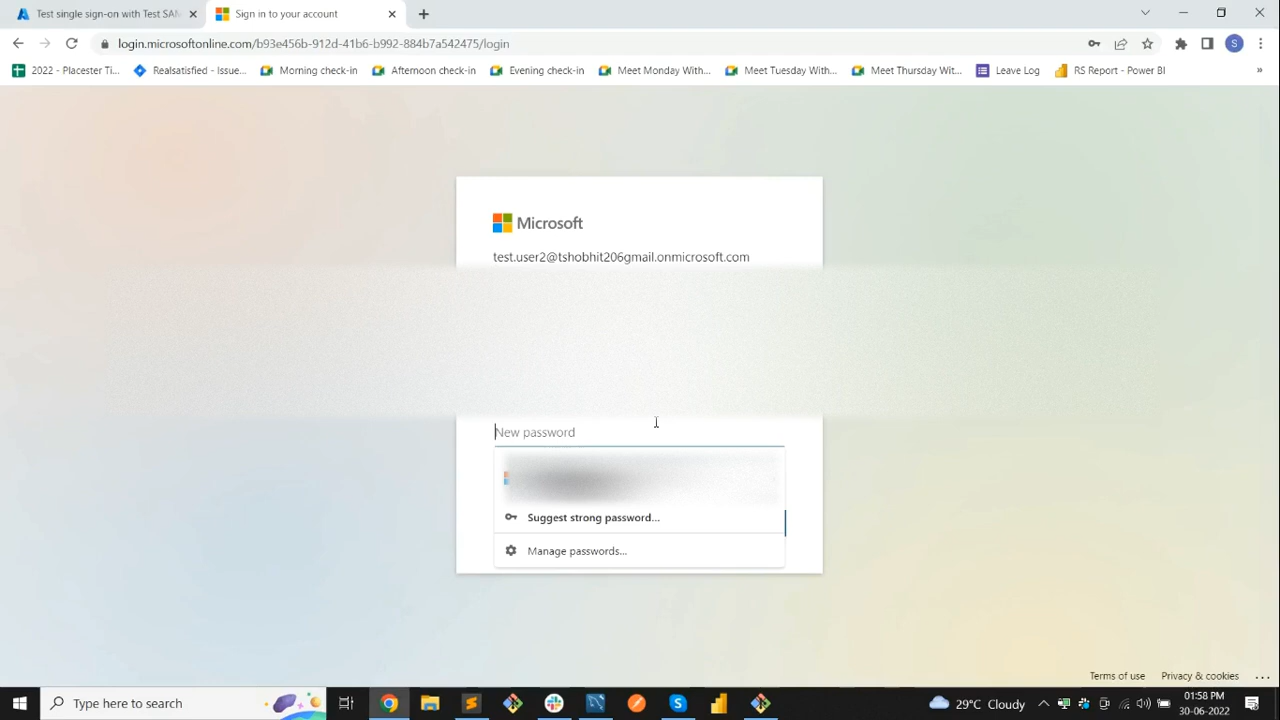 Test single sign-on with Test SAM
Sign in to your account
login.microsoftonline.com/b93e456b-912d-41b6-b992-884b7a542475/login
S
2022 - Placester Ti...
Realsatisfied - Issue...
Morning check-in
Afternoon check-in
Evening check-in
Meet Monday With...
Meet Tuesday With...
Meet Thursday Wit...
Leave Log
RS Report - Power BI
»
Microsoft
test.user2@tshobhit206gmail.onmicrosoft.com
New password
Suggest strong password...
Manage passwords...
Terms of use
Privacy & cookies
...
Type here to search
29°C Cloudy
01:58 PM
30-06-2022